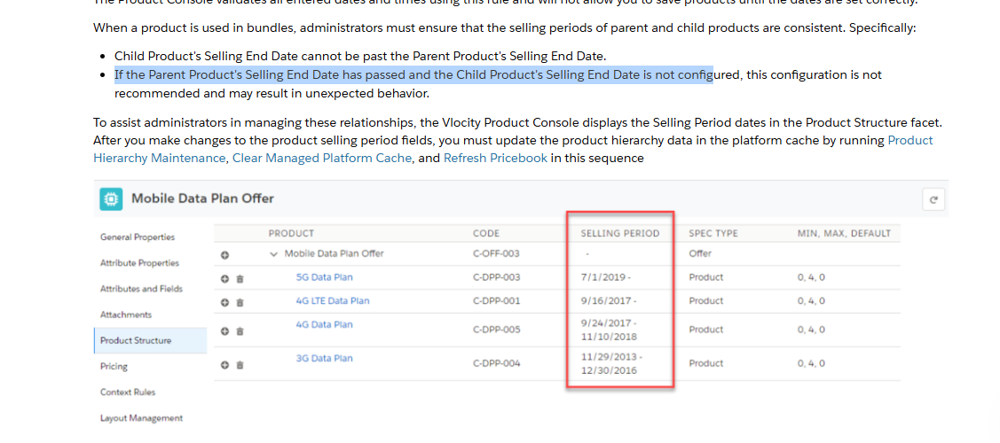 The Product Console validates all entered dates and times using this rule and will not allow you to save products until the dates are set correctly.
When a product is used in bundles, administrators must ensure that the selling periods of parent and child products are consistent. Specifically:
• Child Product's Selling End Date cannot be past the Parent Product's Selling End Date.
• If the Parent Product's Selling End Date has passed and the Child Product's Selling End Date is not configured, this configuration is not
recommended and may result in unexpected behavior.
To assist administrators in managing these relationships, the Vlocity Product Console displays the Selling Period dates in the Product Structure facet.
After you make changes to the product selling period fields, you must update the product hierarchy data in the platform cache by running Product
Hierarchy Maintenance, Clear Managed Platform Cache, and Refresh Pricebook in this sequence
Mobile Data Plan Offer
General Properties
Attribute Properties
Attributes and Fields
Attachments
Product Structure
Pricing
Context Rules
Layout Management
PRODUCT CODE SELLING PERIOD SPEC TYPE MIN, MAX, DEFAULT
Mobile Data Plan Offer C-OFF-003 - Offer
5G Data Plan C-DPP-003 7/1/2019 - Product 0, 4, 0
4G LTE Data Plan C-DPP-001 9/16/2017 - Product 0, 4, 0
4G Data Plan C-DPP-005 9/24/2017 - Product 0, 4, 0
11/10/2018
3G Data Plan C-DPP-004 11/29/2013 - Product 0, 4, 0
12/30/2016